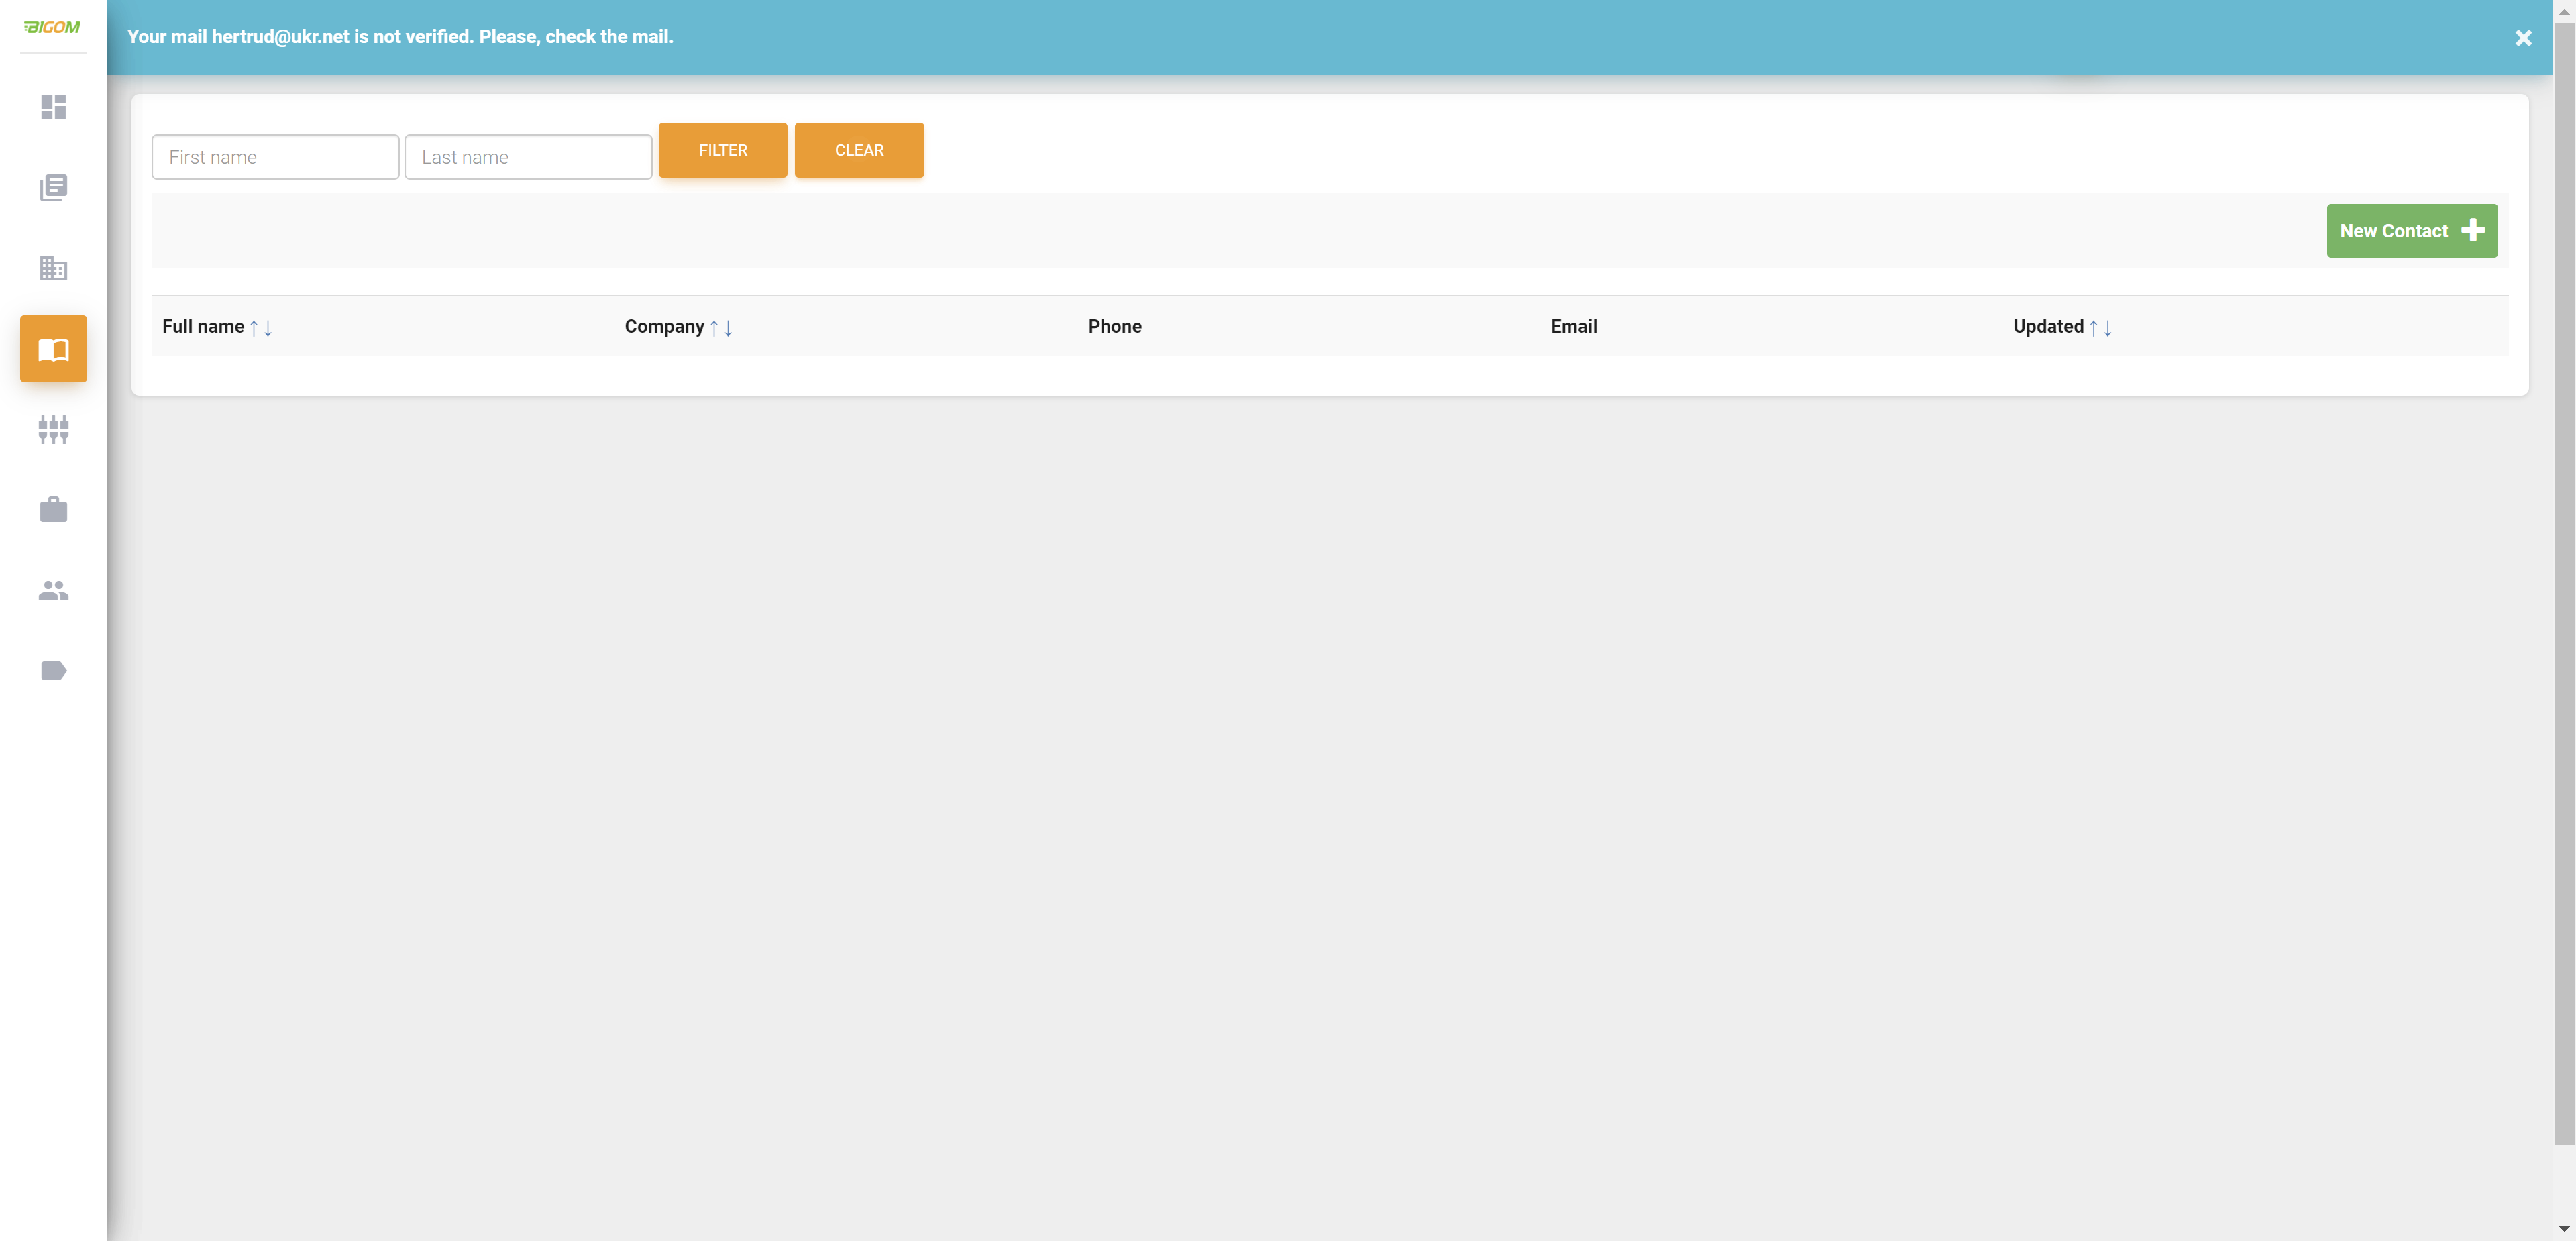 BIGOM
Your mail hertrud@ukr.net is not verified. Please, check the mail.
First name
Last name
FILTER
CLEAR
New Contact
Full name ↑↓
Company ↑↓
Phone
Email
Updated ↑↓